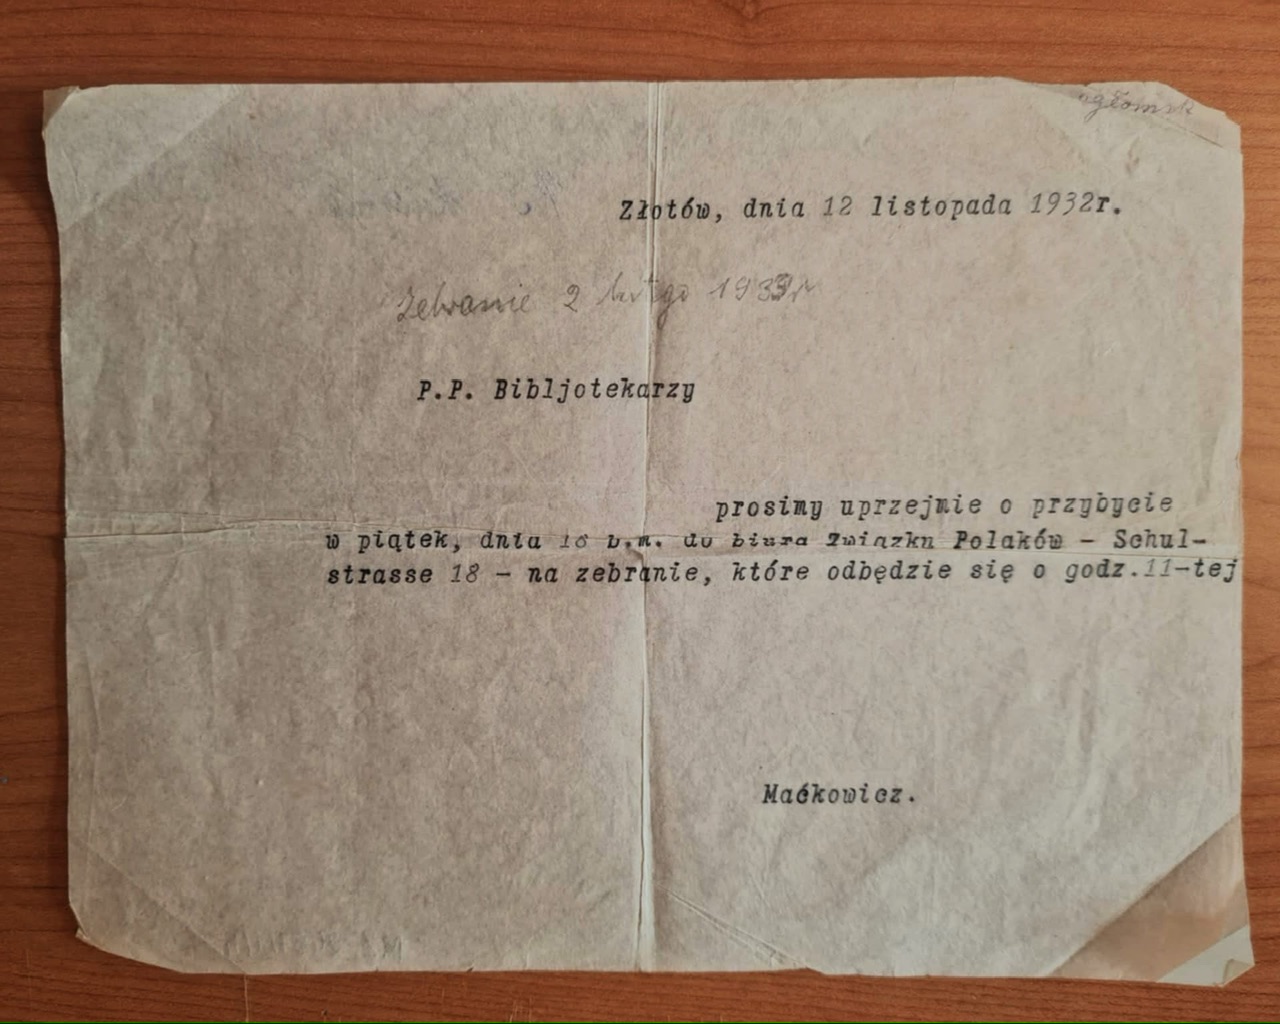 głomsk
Złotów, dnia 12 listopada 1932r.
Zebranie 2 lutego 1933r
P.P. Bibljotekarzy
prosimy uprzejmie o przybycie
w piątek, dnia 18 b.m. do biura Związku Polaków - Schul-
strasse 18 - na zebranie, które odbędzie się o godz.11-tej
Maćkowicz.